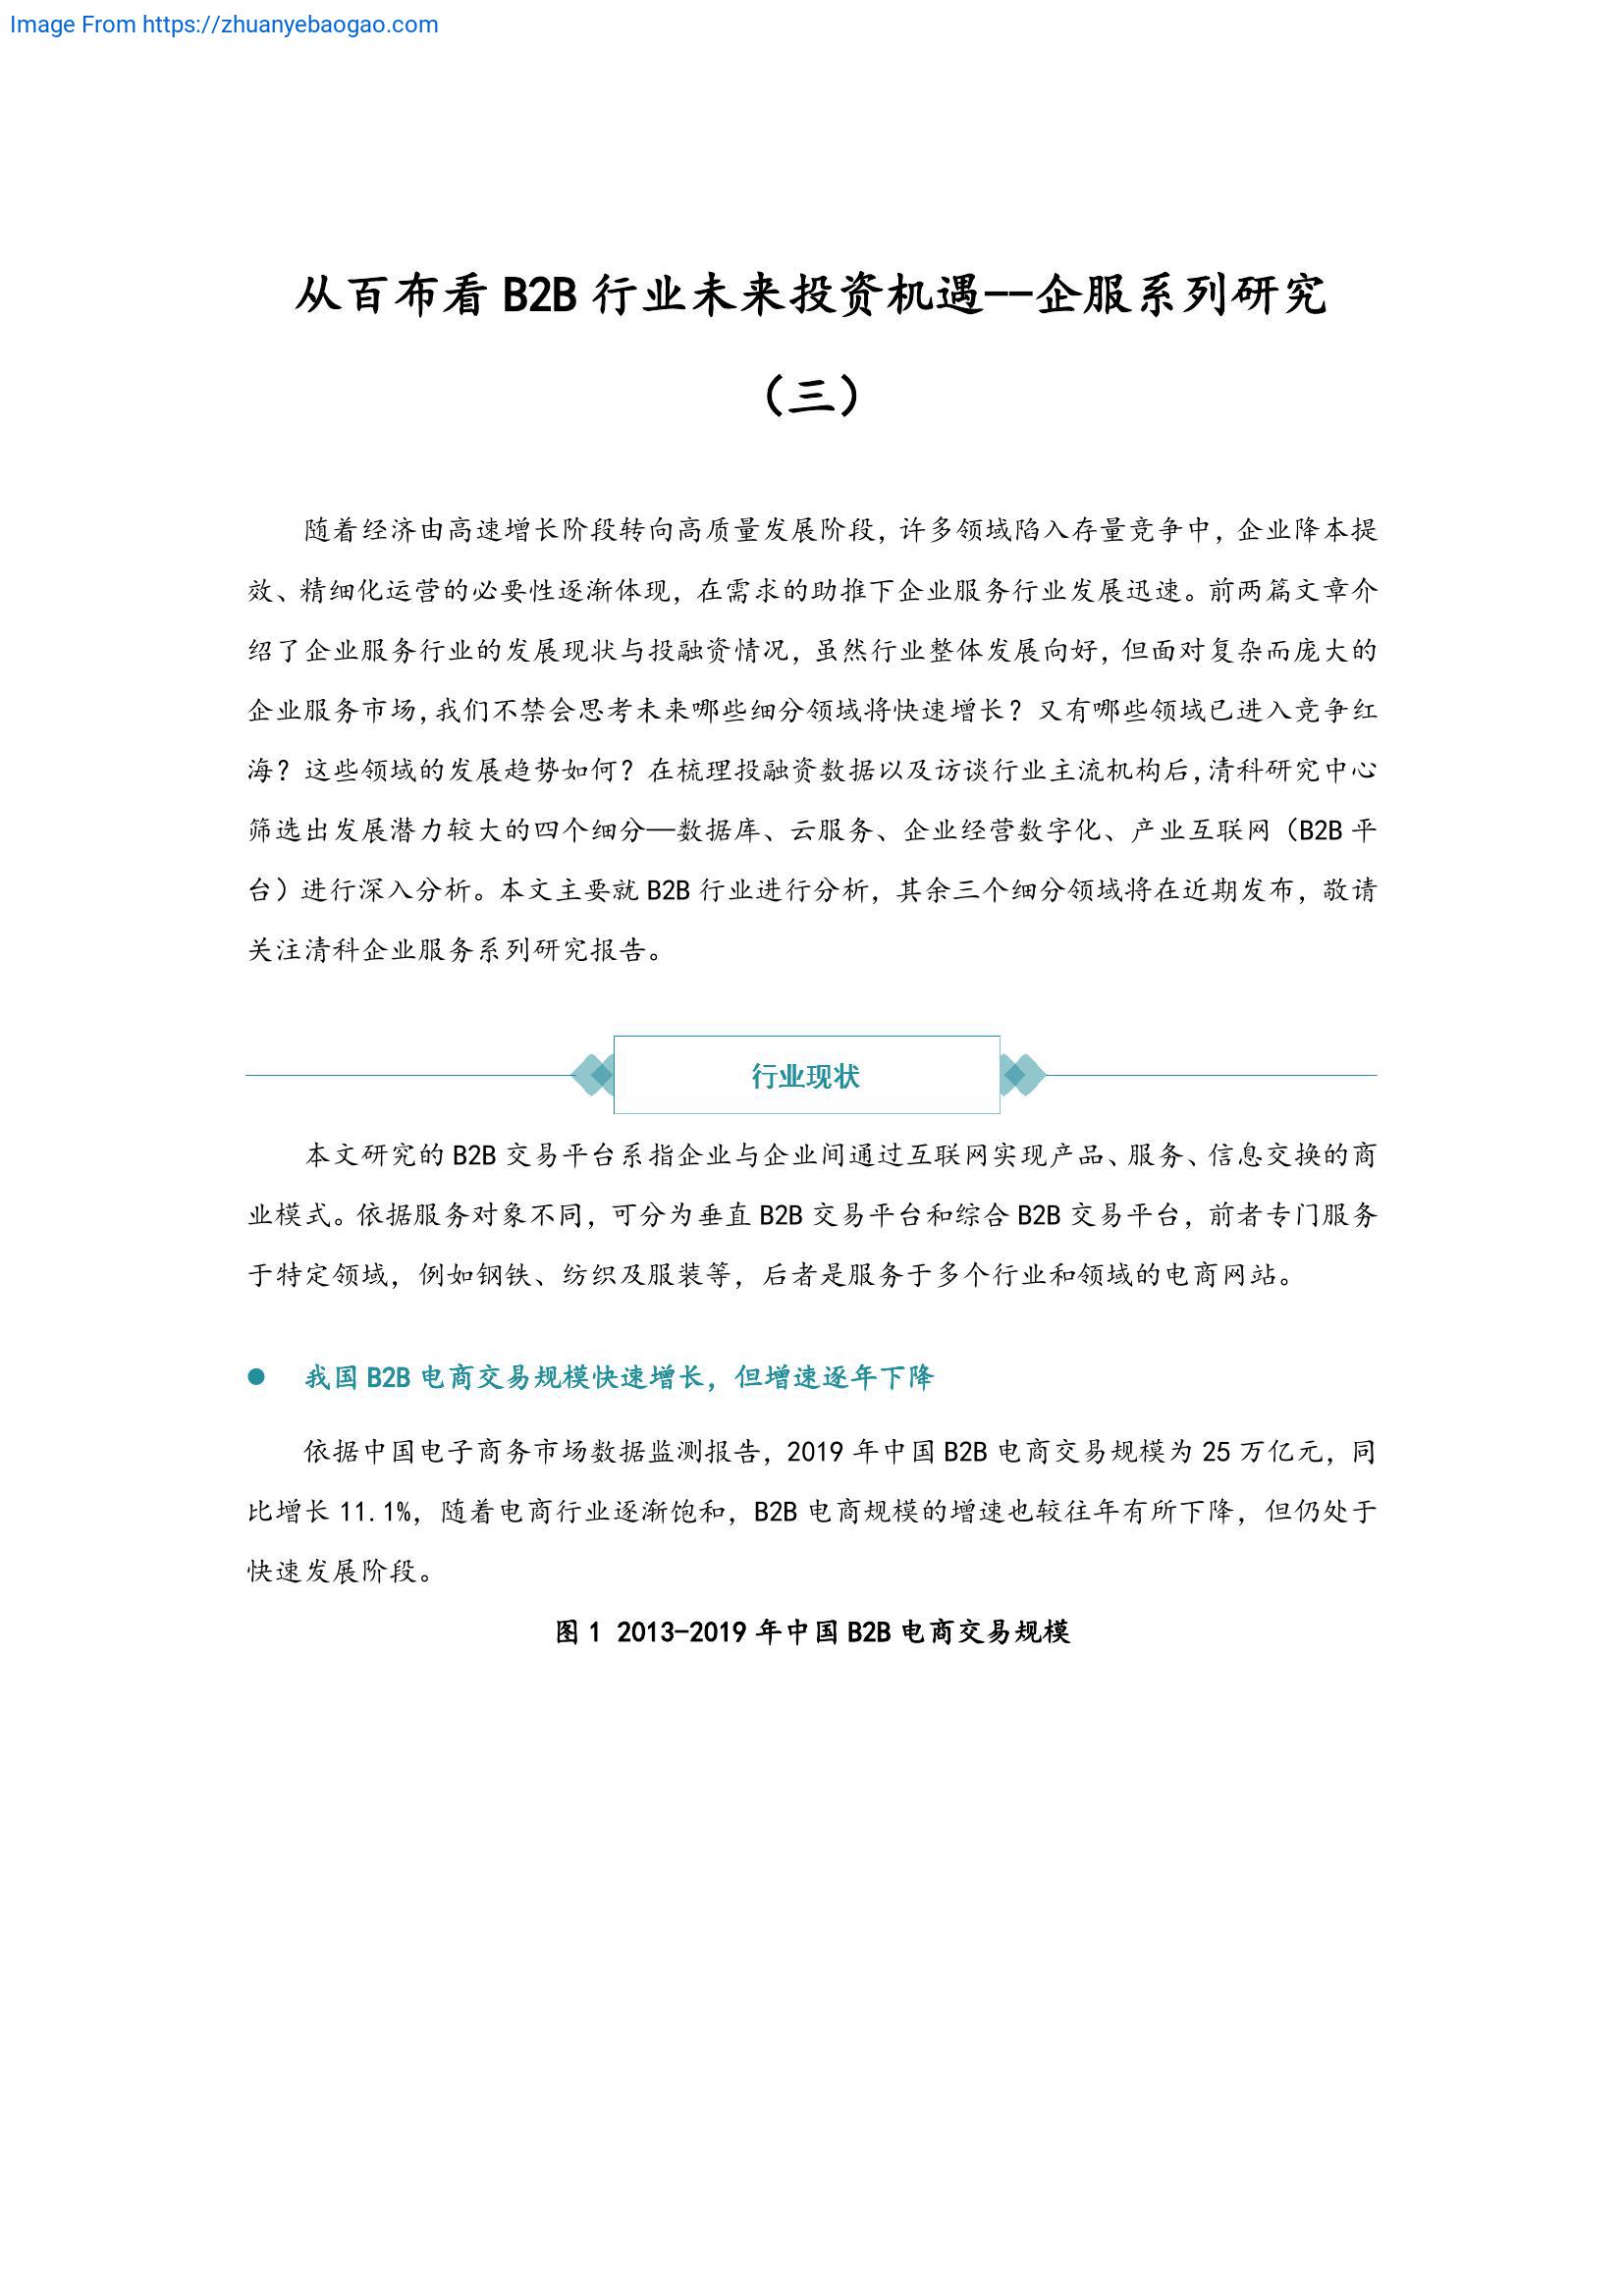 Image From https://zhuanyebaogao.com
从百布看 B2B 行业未来投资机遇--企服系列研究
（三）
随着经济由高速增长阶段转向高质量发展阶段，许多领域陷入存量竞争中，企业降本提
效、精细化运营的必要性逐渐体现，在需求的助推下企业服务行业发展迅速。前两篇文章介
绍了企业服务行业的发展现状与投融资情况，虽然行业整体发展向好，但面对复杂而庞大的
企业服务市场，我们不禁会思考未来哪些细分领域将快速增长？又有哪些领域已进入竞争红
海？这些领域的发展趋势如何？在梳理投融资数据以及访谈行业主流机构后，清科研究中心
筛选出发展潜力较大的四个细分—数据库、云服务、企业经营数字化、产业互联网（B2B 平
台）进行深入分析。本文主要就 B2B 行业进行分析，其余三个细分领域将在近期发布，敬请
关注清科企业服务系列研究报告。
行业现状
本文研究的 B2B 交易平台系指企业与企业间通过互联网实现产品、服务、信息交换的商
业模式。依据服务对象不同，可分为垂直 B2B 交易平台和综合 B2B 交易平台，前者专门服务
于特定领域，例如钢铁、纺织及服装等，后者是服务于多个行业和领域的电商网站。
● 我国 B2B 电商交易规模快速增长，但增速逐年下降
依据中国电子商务市场数据监测报告，2019 年中国 B2B 电商交易规模为 25 万亿元，同
比增长 11.1%，随着电商行业逐渐饱和，B2B 电商规模的增速也较往年有所下降，但仍处于
快速发展阶段。
图 1 2013-2019 年中国 B2B 电商交易规模